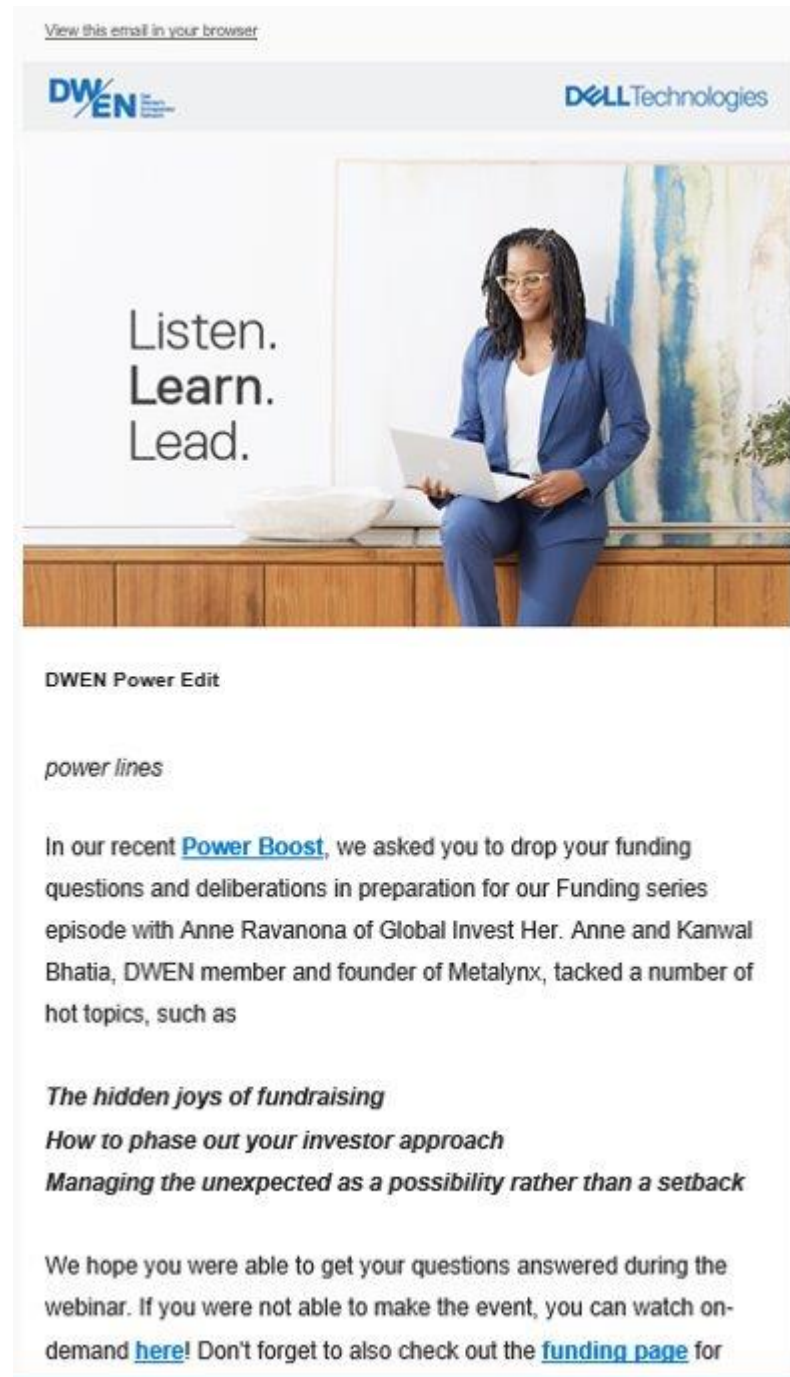 View this email in your browser
DWEN
DELL Technologies
Listen.
Learn.
Lead.
DWEN Power Edit
power lines
In our recent Power Boost, we asked you to drop your funding
questions and deliberations in preparation for our Funding series
episode with Anne Ravanona of Global Invest Her. Anne and Kanwal
Bhatia, DWEN member and founder of Metalynx, tacked a number of
hot topics, such as
The hidden joys of fundraising
How to phase out your investor approach
Managing the unexpected as a possibility rather than a setback
We hope you were able to get your questions answered during the
webinar. If you were not able to make the event, you can watch on-
demand here! Don't forget to also check out the funding page for